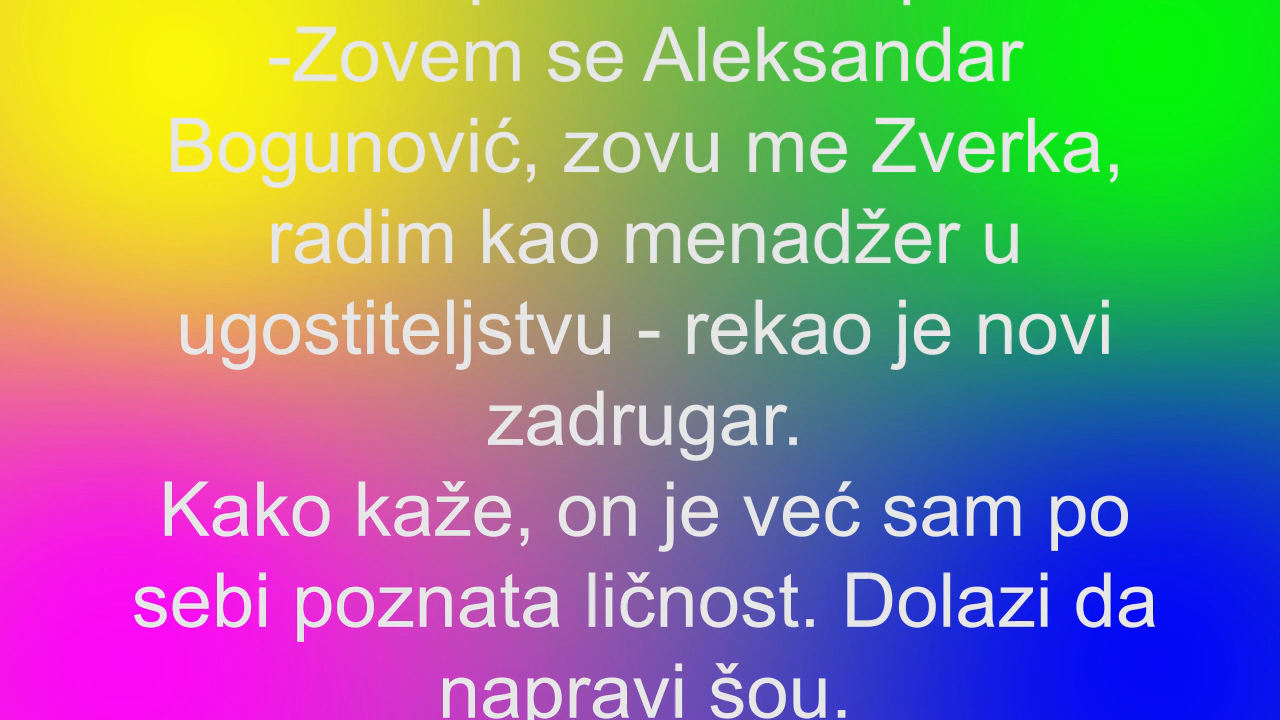 -Zovem se Aleksandar
Bogunović, zovu me Zverka,
radim kao menadžer u
ugostiteljstvu - rekao je novi
zadrugar.
Kako kaže, on je već sam po
sebi poznata ličnost. Dolazi da
napravi šou.